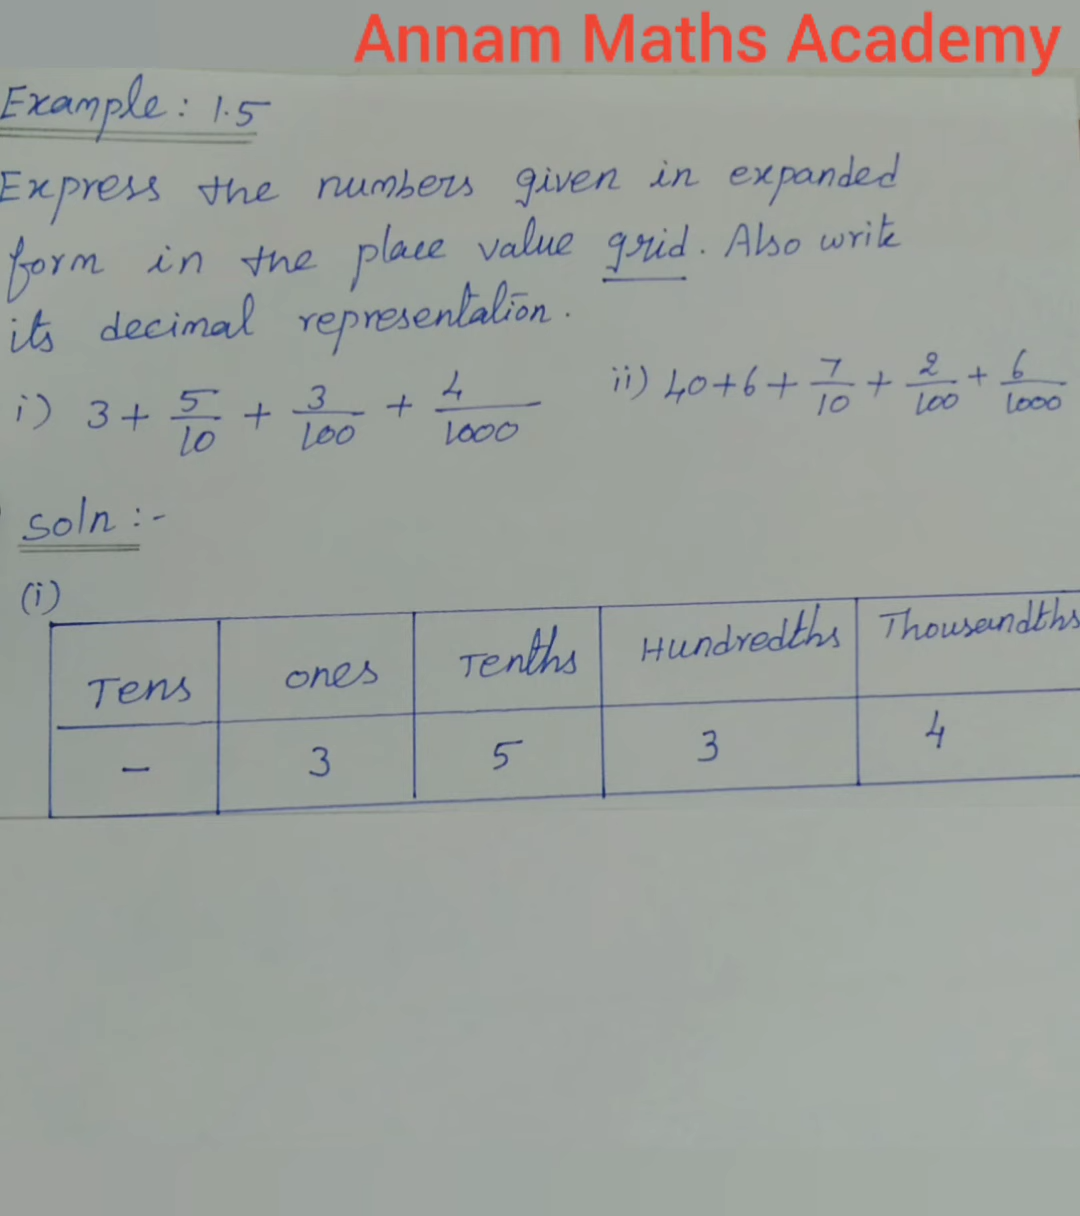 Annam Maths Academy
Example: 1.5
Express the numbers given in expanded
form in the place value grid. Also write
its decimal representation.
i) 3 + 5/10 + 3/100 + 4/1000 ii) 40+6+ 7/10 + 2/100 + 6/1000
Soln :-
(i)
Tens ones Tenths Hundredths Thousandths
- 3 5 3 4